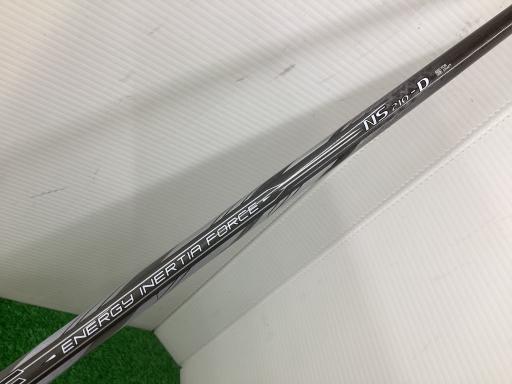 ENERGY INERTIA FORCE
NS 210-D